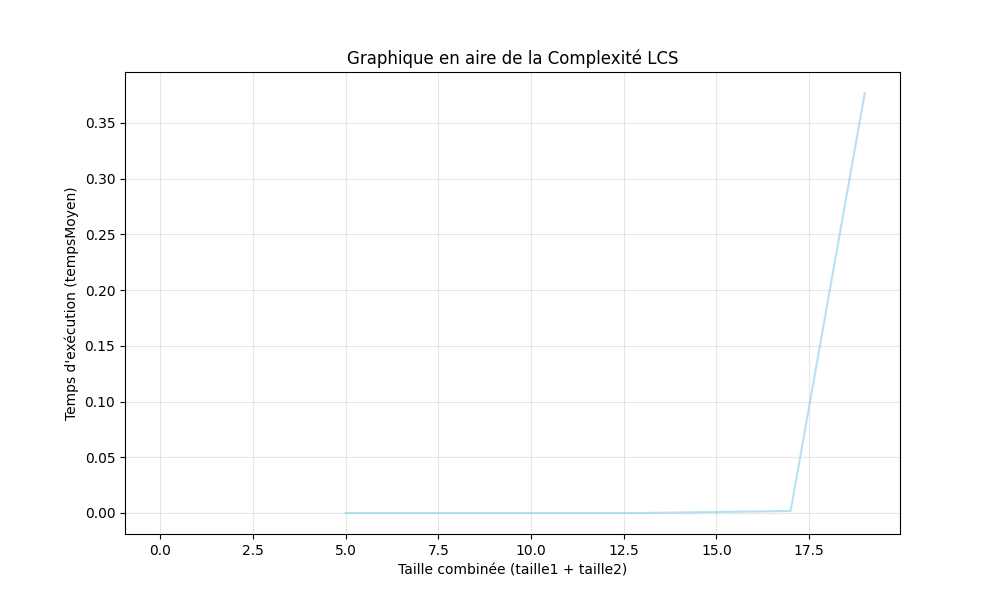 Graphique en aire de la Complexité LCS
Temps d'exécution (tempsMoyen)
0.35
0.30
0.25
0.20
0.15
0.10
0.05
0.00
0.0 2.5 5.0 7.5 10.0 12.5 15.0 17.5
Taille combinée (taille1 + taille2)